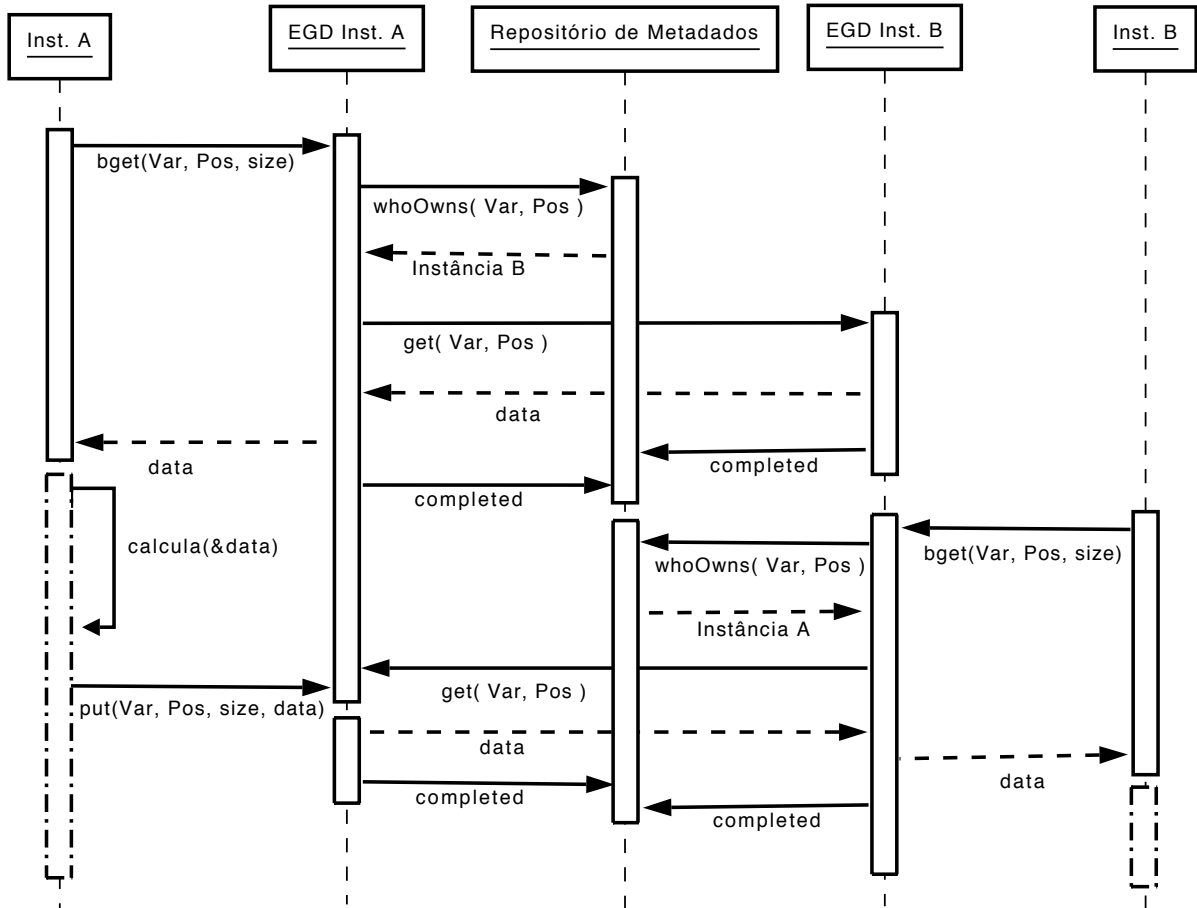 Inst. A
EGD Inst. A
Repositório de Metadados
EGD Inst. B
Inst. B
bget(Var, Pos, size)
whoOwns( Var, Pos )
Instância B
get( Var, Pos )
data
data
completed
completed
calcula(&data)
bget(Var, Pos, size)
whoOwns( Var, Pos )
Instância A
get( Var, Pos )
put(Var, Pos, size, data)
data
data
completed
completed